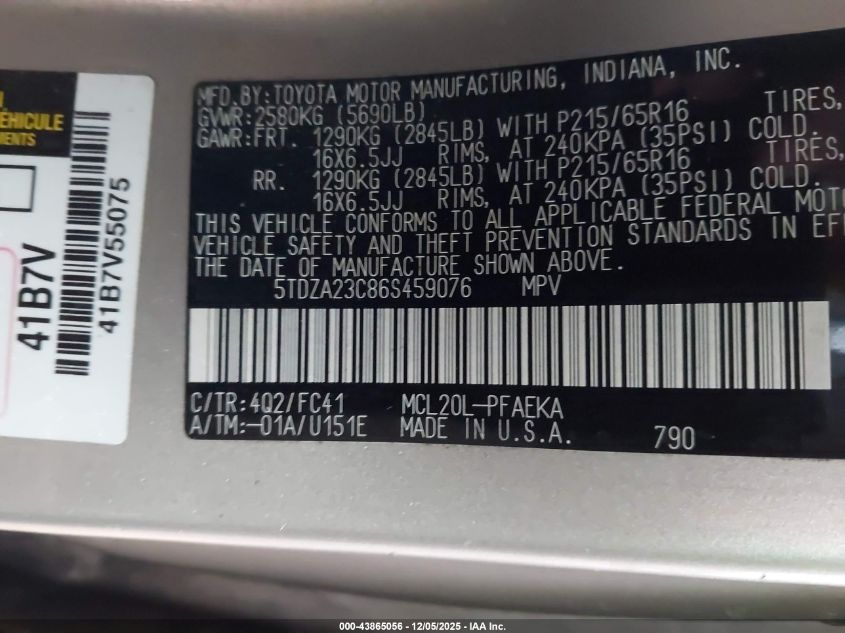 MFD.BY:TOYOTA MOTOR MANUFACTURING, INDIANA, INC.
GVWR:2580KG (5690LB)
GAWR:FRT. 1290KG (2845LB) WITH P215/65R16 TIRES,
16X6.5JJ RIMS, AT 240KPA (35PSI) COLD.
RR. 1290KG (2845LB) WITH P215/65R16 TIRES,
16X6.5JJ RIMS, AT 240KPA (35PSI) COLD.
THIS VEHICLE CONFORMS TO ALL APPLICABLE FEDERAL MOTO
VEHICLE SAFETY AND THEFT PREVENTION STANDARDS IN EF
THE DATE OF MANUFACTURE SHOWN ABOVE.
5TDZA23C86S459076 MPV
C/TR:4Q2/FC41 MCL20L-PFAEKA
A/TM:-01A/U151E MADE IN U.S.A. 790
VEHICULE
MENTS
41B7V
41B7V55075
000-43865056 - 12/05/2025 - IAA Inc.